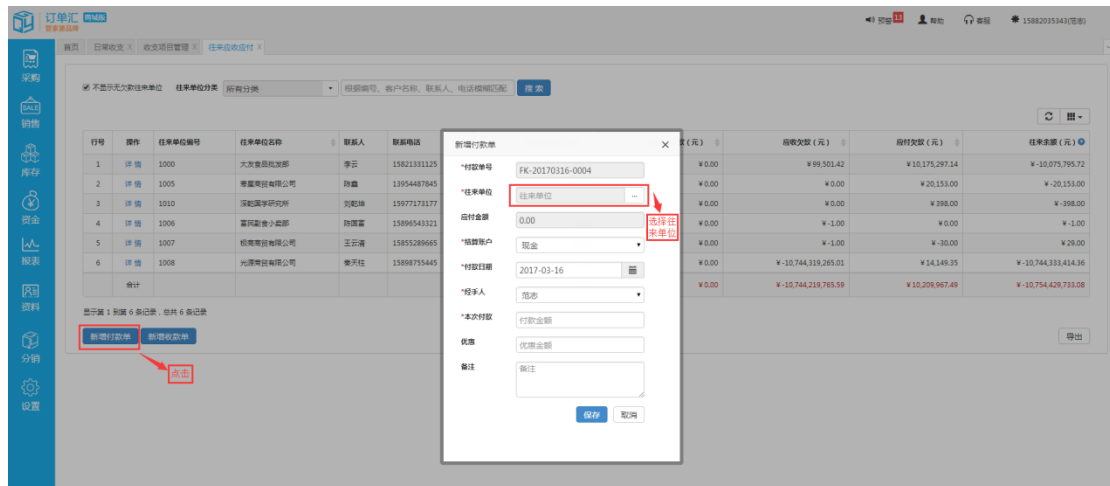 订单汇 商城版
管家婆品牌
预警 13 帮助 客服 15882035343(范志)
首页 日常收支 X 收支项目管理 X 往来应收应付 X
采购
销售
库存
资金
报表
资料
分销
设置
不显示无欠款往来单位 往来单位分类 所有分类 根据编号、客户名称、联系人、电话模糊匹配 搜索
行号 操作 往来单位编号 往来单位名称 联系人 联系电话 (元) 应收欠款(元) 应付欠款(元) 往来余额(元)
1 详情 1000 大发食品批发部 李云 15821331125 ¥0.00 ¥99,501.42 ¥10,175,297.14 ¥-10,075,795.72
2 详情 1005 商贸有限公司 13954487845 ¥0.00 ¥0.00 ¥20,153.00 ¥-20,153.00
3 详情 1010 深乾国学研究所 刘乾坤 15977173177 ¥0.00 ¥0.00 ¥398.00 ¥-398.00
4 详情 1006 富民副食小卖部 陈国富 15896543321 ¥0.00 ¥-1.00 ¥0.00 ¥-1.00
5 详情 1007 极商贸有限公司 王云清 15855289665 ¥0.00 ¥-1.00 ¥-30.00 ¥29.00
6 详情 1008 光源商贸有限公司 天柱 15898755445 ¥0.00 ¥-10,744,319,265.01 ¥14,149.35 ¥-10,744,333,414.36
合计 ¥0.00 ¥-10,744,219,765.59 ¥10,209,967.49 ¥-10,754,429,733.08
显示第 1 到第 6 条记录,总共 6 条记录
新增付款单 新增收款单 导出
点击
新增付款单 ×
*付款单号 FK-20170316-0004
*往来单位 往来单位 ...
选择往
来单位
应付金额 0.00
*结算账户 现金
*付款日期 2017-03-16
*经手人 范志
*本次付款 付款金额
优惠 优惠金额
备注 备注
保存 取消